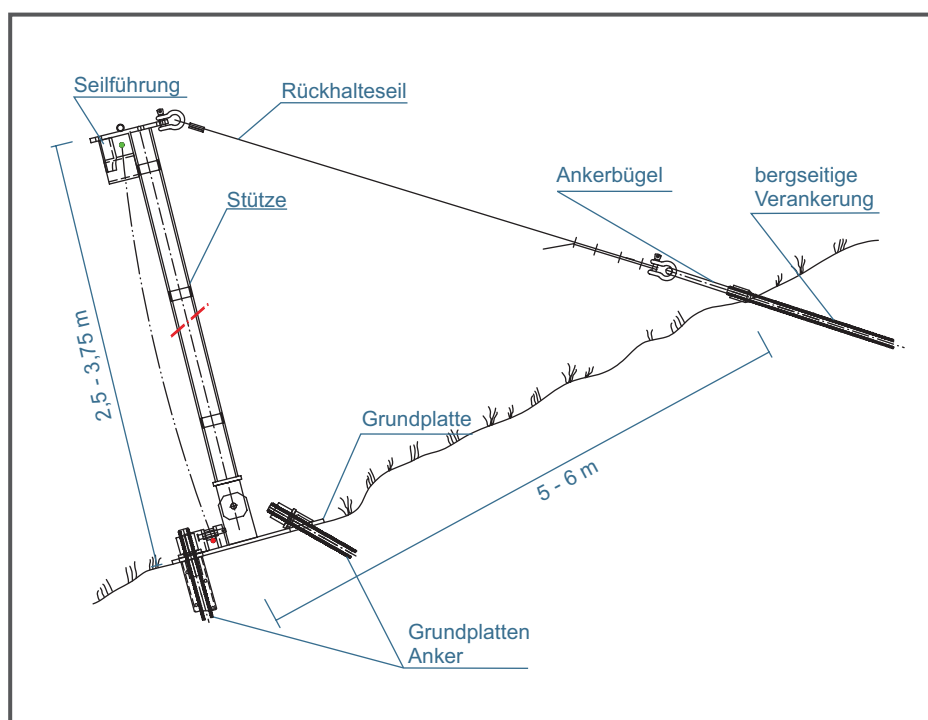 Seilführung
Rückhalteseil
Ankerbügel
bergseitige
Verankerung
Stütze
2,5 - 3,75 m
Grundplatte
5 - 6 m
Grundplatten
Anker